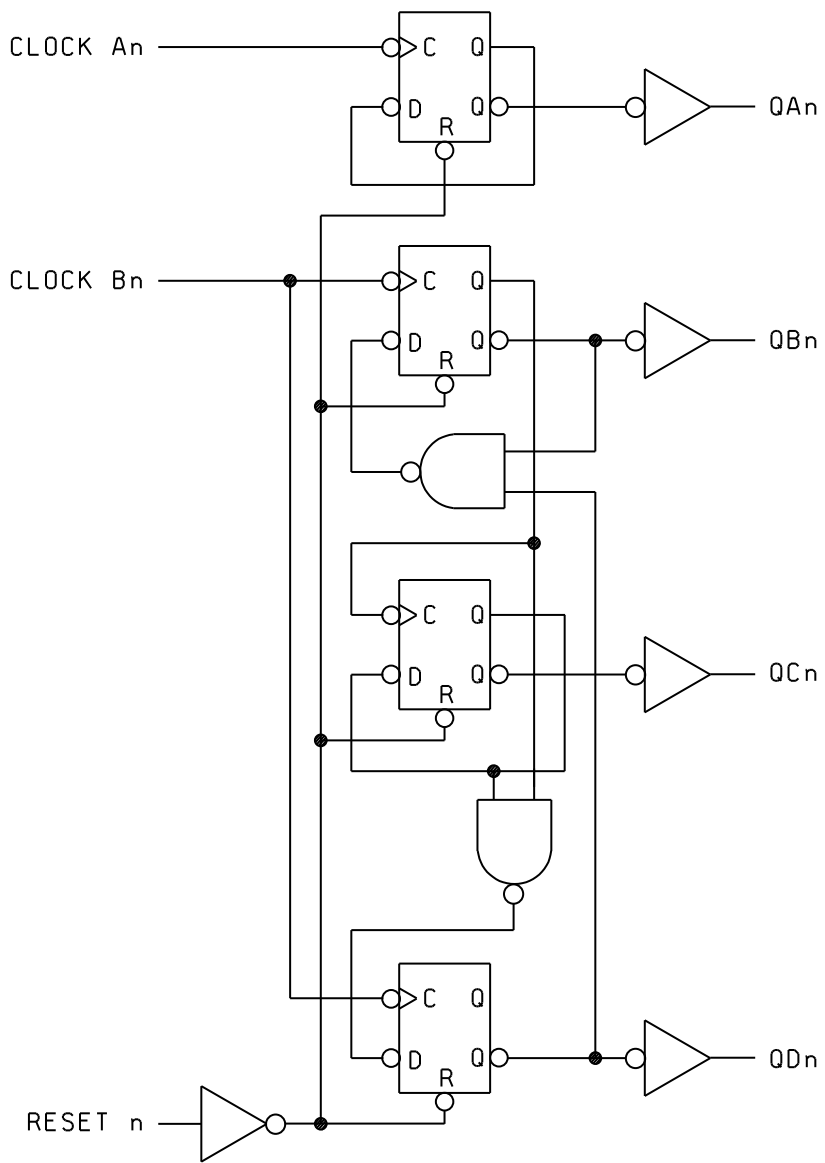 CLOCK An
C Q
D Q
R
QAn
CLOCK Bn
C Q
D Q
R
QBn
C Q
D Q
R
QCn
C Q
D Q
R
QDn
RESET n